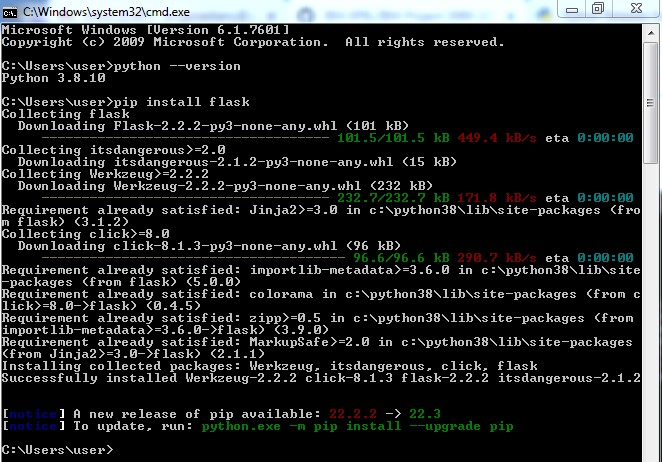 C:\Windows\system32\cmd.exe
Microsoft Windows [Version 6.1.7601]
Copyright (c) 2009 Microsoft Corporation.  All rights reserved.
C:\Users\user>python --version
Python 3.8.10
C:\Users\user>pip install flask
Collecting flask
  Downloading Flask-2.2.2-py3-none-any.whl (101 kB)
     ---------------------------------------- 101.5/101.5 kB 449.4 kB/s eta 0:00:00
Collecting itsdangerous>=2.0
  Downloading itsdangerous-2.1.2-py3-none-any.whl (15 kB)
Collecting Werkzeug>=2.2.2
  Downloading Werkzeug-2.2.2-py3-none-any.whl (232 kB)
     ---------------------------------------- 232.7/232.7 kB 171.8 kB/s eta 0:00:00
Requirement already satisfied: Jinja2>=3.0 in c:\python38\lib\site-packages (fro
m flask) (3.1.2)
Collecting click>=8.0
  Downloading click-8.1.3-py3-none-any.whl (96 kB)
     ---------------------------------------- 96.6/96.6 kB 290.7 kB/s eta 0:00:00
Requirement already satisfied: importlib-metadata>=3.6.0 in c:\python38\lib\site
-packages (from flask) (5.0.0)
Requirement already satisfied: colorama in c:\python38\lib\site-packages (from c
lick>=8.0->flask) (0.4.5)
Requirement already satisfied: zipp>=0.5 in c:\python38\lib\site-packages (from
importlib-metadata>=3.6.0->flask) (3.9.0)
Requirement already satisfied: MarkupSafe>=2.0 in c:\python38\lib\site-packages
(from Jinja2>=3.0->flask) (2.1.1)
Installing collected packages: Werkzeug, itsdangerous, click, flask
Successfully installed Werkzeug-2.2.2 click-8.1.3 flask-2.2.2 itsdangerous-2.1.2
[notice] A new release of pip available: 22.2.2 -> 22.3
[notice] To update, run: python.exe -m pip install --upgrade pip
C:\Users\user>